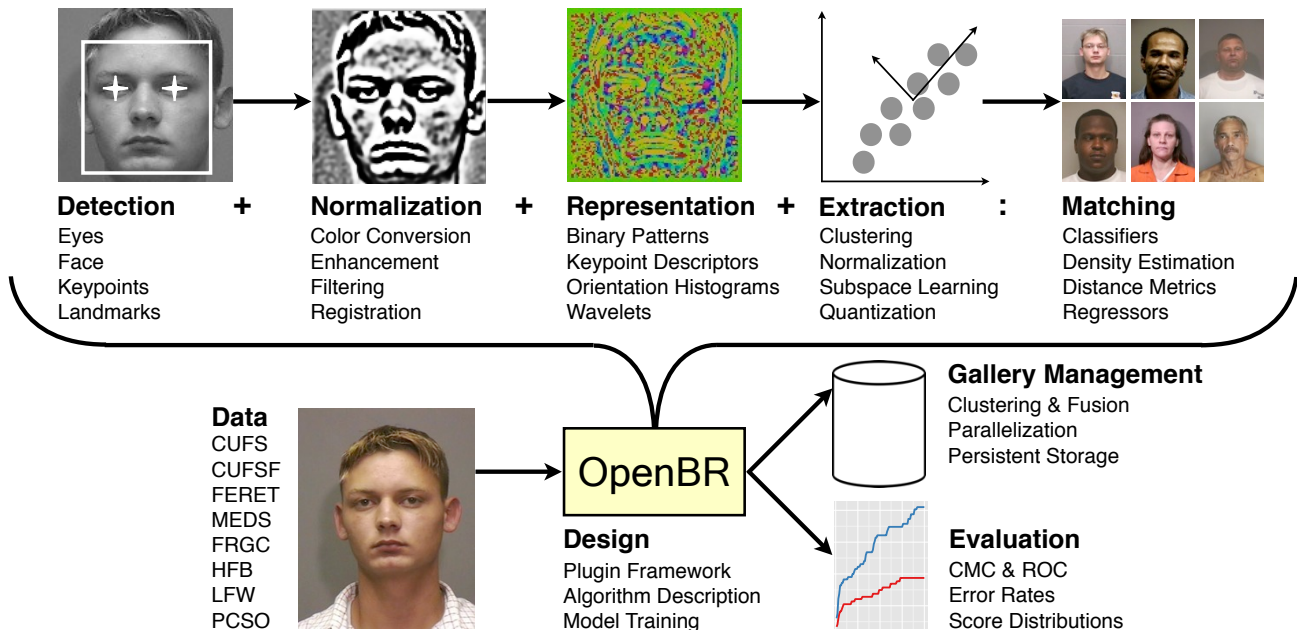 Detection + Normalization + Representation + Extraction : Matching
Eyes
Face
Keypoints
Landmarks
Color Conversion
Enhancement
Filtering
Registration
Binary Patterns
Keypoint Descriptors
Orientation Histograms
Wavelets
Clustering
Normalization
Subspace Learning
Quantization
Classifiers
Density Estimation
Distance Metrics
Regressors
Data
CUFS
CUFSF
FERET
MEDS
FRGC
HFB
LFW
PCSO
OpenBR
Design
Plugin Framework
Algorithm Description
Model Training
Gallery Management
Clustering & Fusion
Parallelization
Persistent Storage
Evaluation
CMC & ROC
Error Rates
Score Distributions